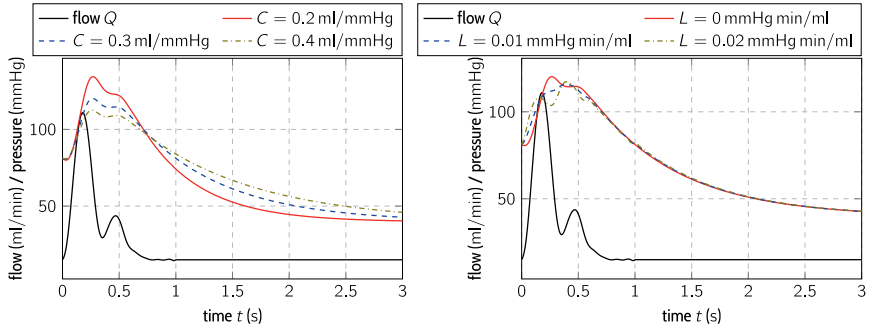 flow Q
C = 0.2 ml/mmHg
C = 0.3 ml/mmHg
C = 0.4 ml/mmHg
flow (ml/min) / pressure (mmHg)
100
50
0
0.5
1
1.5
2
2.5
3
time t (s)
flow Q
L = 0 mmHg min/ml
L = 0.01 mmHg min/ml
L = 0.02 mmHg min/ml
flow (ml/min) / pressure (mmHg)
100
50
0
0.5
1
1.5
2
2.5
3
time t (s)